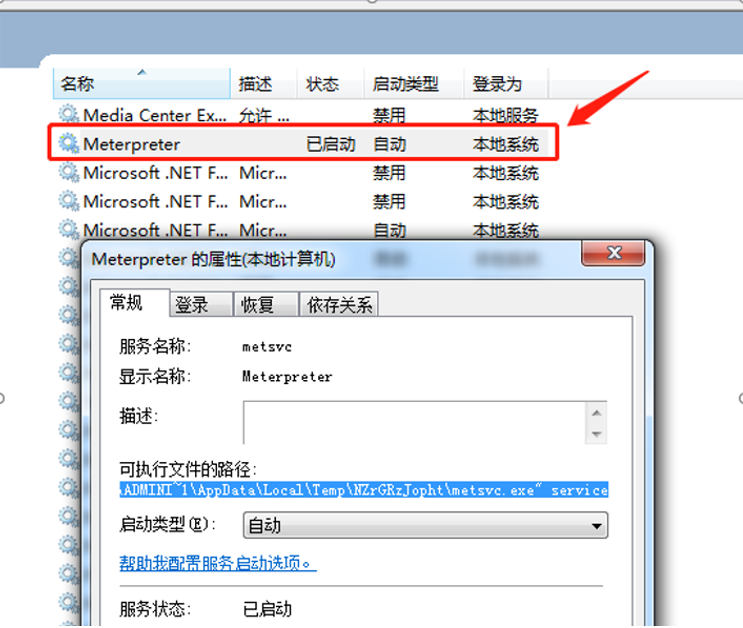 名称 描述 状态 启动类型 登录为
Media Center Ex... 允许 ... 禁用 本地服务
Meterpreter 已启动 自动 本地系统
Microsoft .NET F... Micr... 禁用 本地系统
Microsoft .NET F... Micr... 禁用 本地系统
Microsoft .NET F... Micr... 自动 本地系统
Meterpreter 的属性(本地计算机)
常规 登录 恢复 依存关系
服务名称: metsvc
显示名称: Meterpreter
描述:
可执行文件的路径:
\ADMINI~1\AppData\Local\Temp\NZrGRzJopht\metsvc.exe" service
启动类型(E): 自动
帮助我配置服务启动选项。
服务状态: 已启动